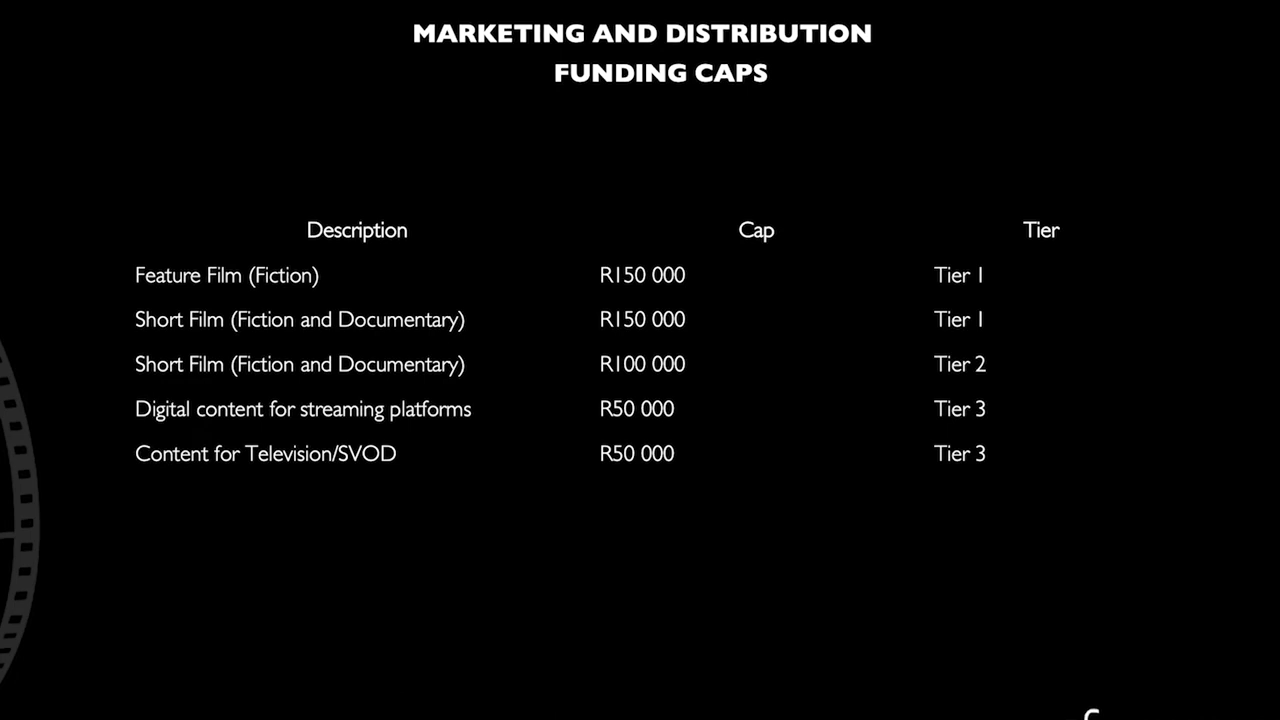 MARKETING AND DISTRIBUTION
FUNDING CAPS
Description Cap Tier
Feature Film (Fiction) R150 000 Tier 1
Short Film (Fiction and Documentary) R150 000 Tier 1
Short Film (Fiction and Documentary) R100 000 Tier 2
Digital content for streaming platforms R50 000 Tier 3
Content for Television/SVOD R50 000 Tier 3